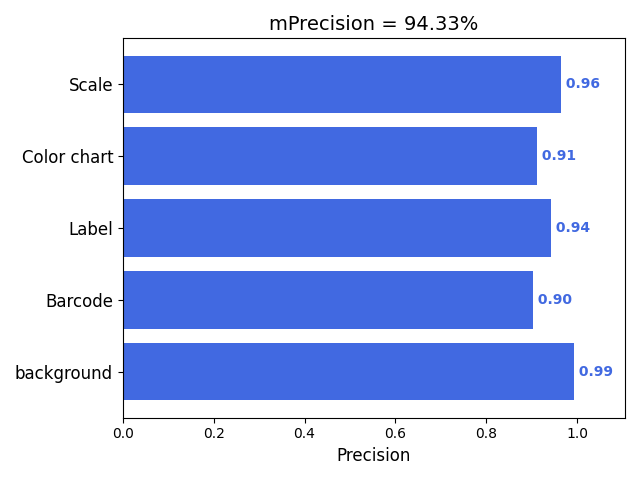 mPrecision = 94.33%
Scale
0.96
Color chart
0.91
Label
0.94
Barcode
0.90
background
0.99
0.0 0.2 0.4 0.6 0.8 1.0
Precision